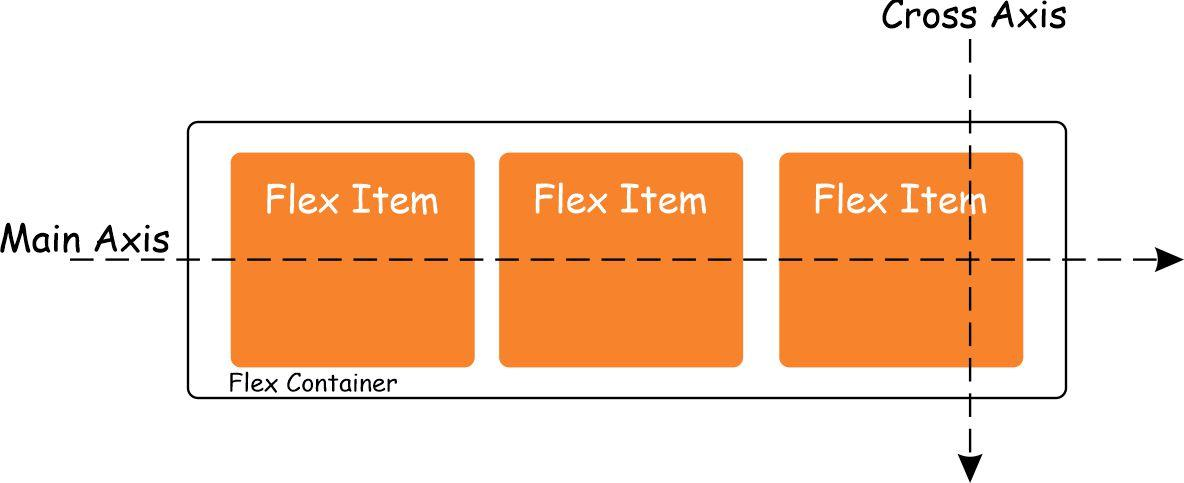 Cross Axis
Flex Item
Flex Item
Flex Item
Main Axis
Flex Container